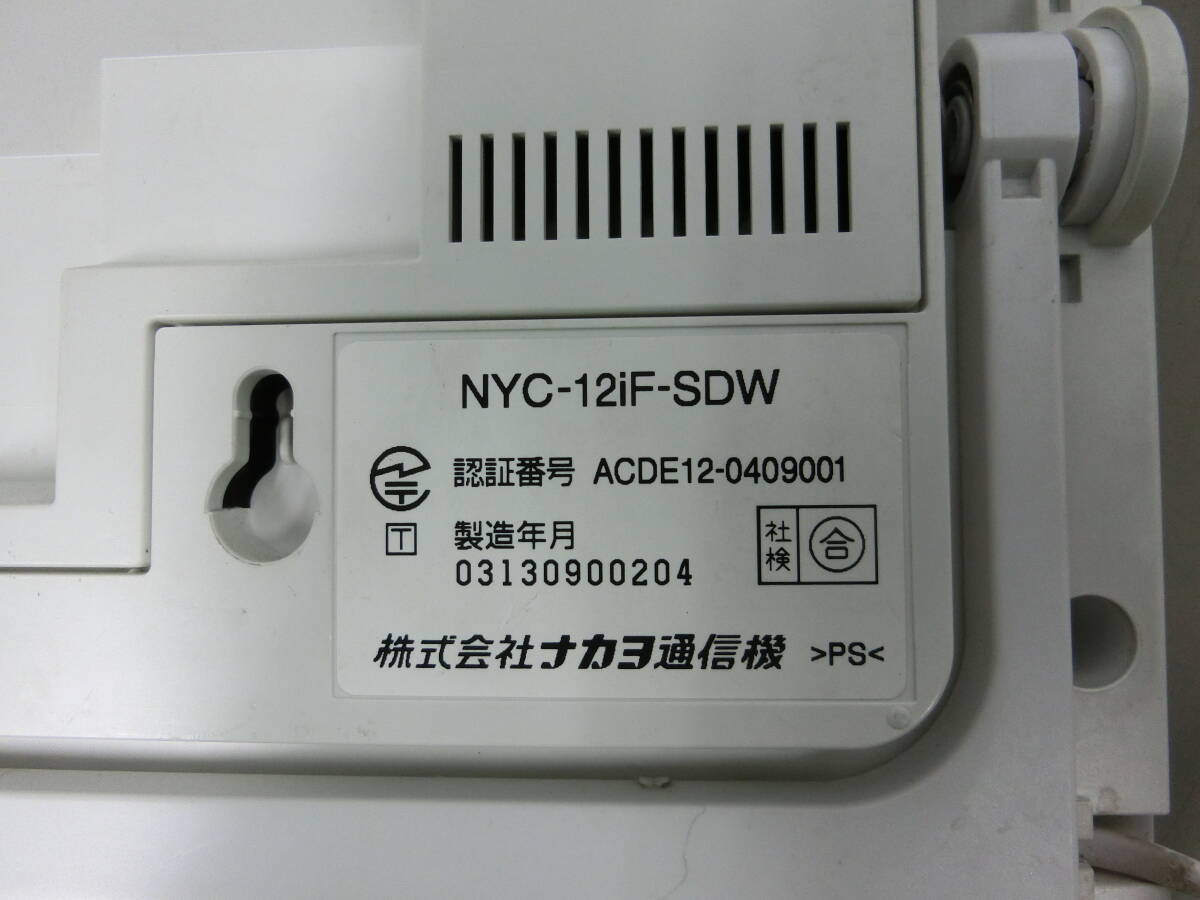 NYC-12iF-SDW
認証番号 ACDE12-0409001
T 製造年月
03130900204
社検 合
株式会社ナカヨ通信機 >PS<